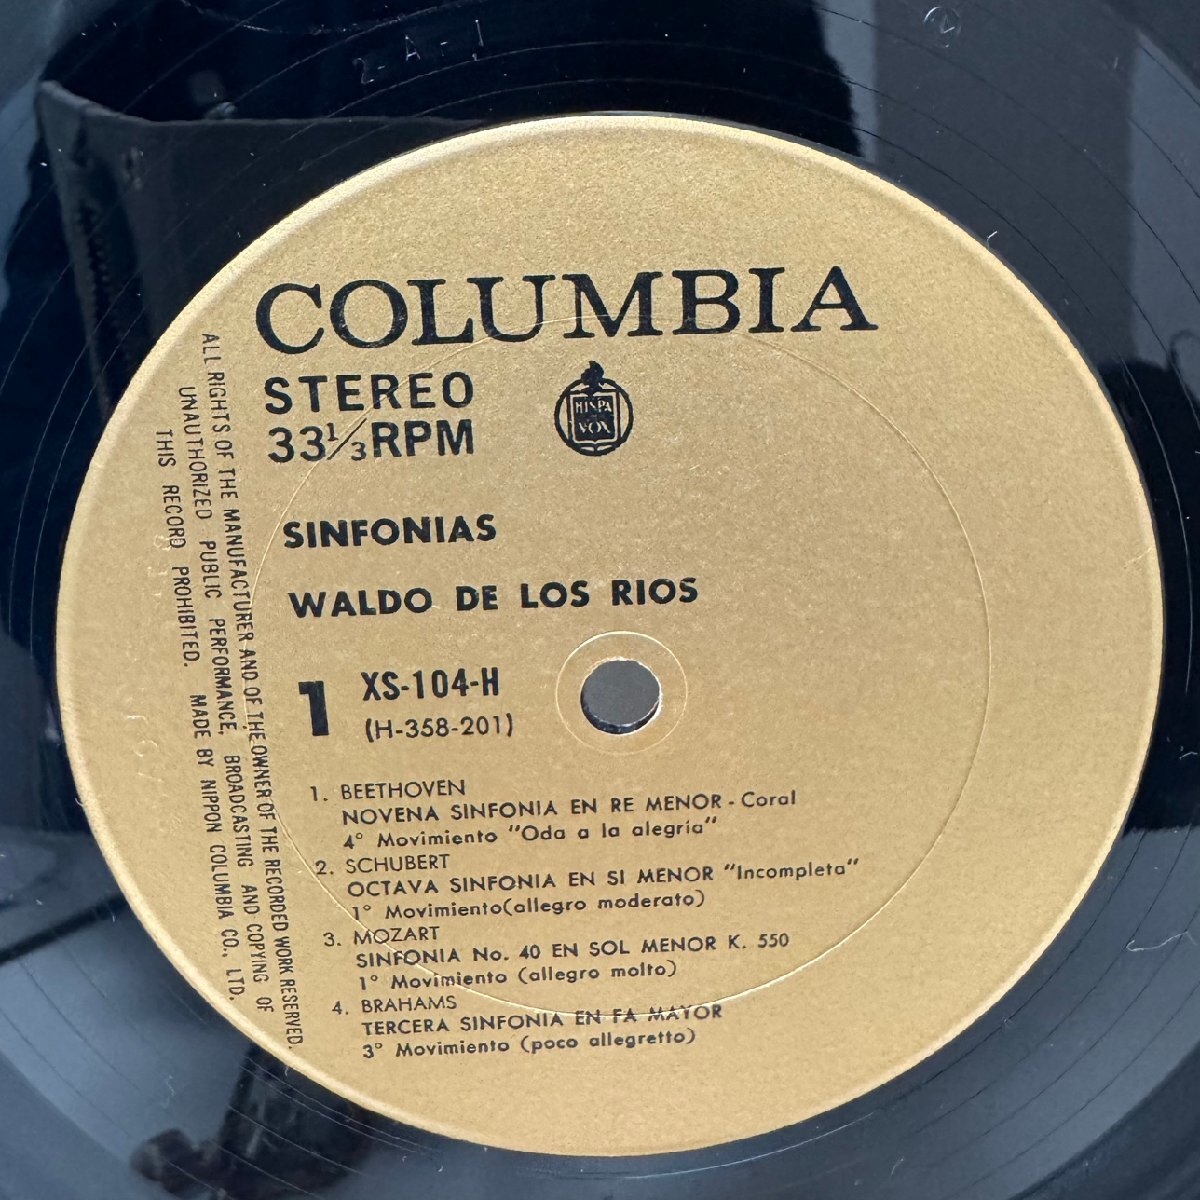 2-A-1
COLUMBIA
STEREO
33⅓RPM
HISPA
VOX
SINFONIAS
WALDO DE LOS RIOS
1
XS-104-H
(H-358-201)
1. BEETHOVEN
NOVENA SINFONIA EN RE MENOR - Coral
4° Movimiento "Oda a la alegria"
2. SCHUBERT
OCTAVA SINFONIA EN SI MENOR "Incompleta"
1° Movimiento(allegro moderato)
3. MOZART
SINFONIA No. 40 EN SOL MENOR K. 550
1° Movimiento (allegro molto)
4. BRAHAMS
TERCERA SINFONIA EN FA MAYOR
3° Movimiento (poco allegretto)
ALL RIGHTS OF THE MANUFACTURER AND OF THE OWNER OF THE RECORDED WORK RESERVED.
UNAUTHORIZED PUBLIC PERFORMANCE, BROADCASTING AND COPYING OF
THIS RECORD PROHIBITED. MADE BY NIPPON COLUMBIA CO., LTD.